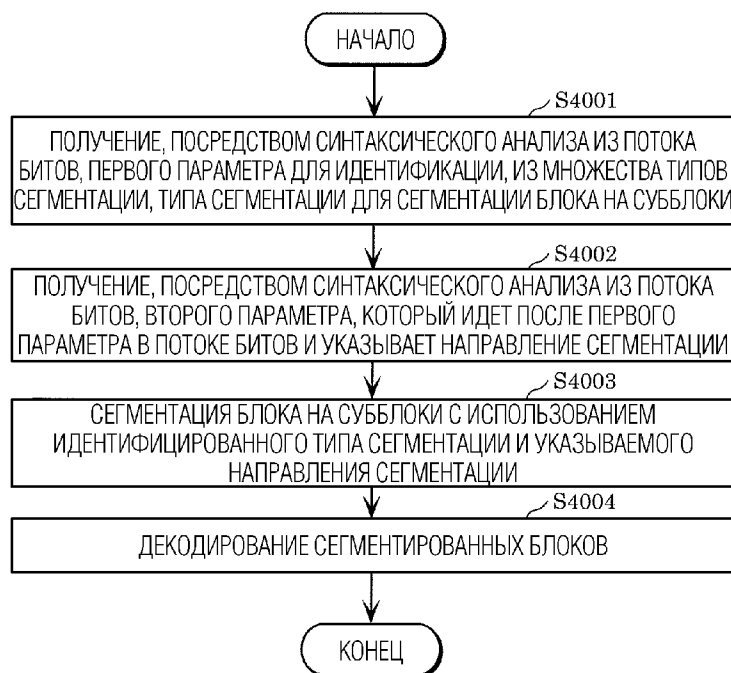 НАЧАЛО
S4001
ПОЛУЧЕНИЕ, ПОСРЕДСТВОМ СИНТАКСИЧЕСКОГО АНАЛИЗА ИЗ ПОТОКА
БИТОВ, ПЕРВОГО ПАРАМЕТРА ДЛЯ ИДЕНТИФИКАЦИИ, ИЗ МНОЖЕСТВА ТИПОВ
СЕГМЕНТАЦИИ, ТИПА СЕГМЕНТАЦИИ ДЛЯ СЕГМЕНТАЦИИ БЛОКА НА СУББЛОКИ
S4002
ПОЛУЧЕНИЕ, ПОСРЕДСТВОМ СИНТАКСИЧЕСКОГО АНАЛИЗА ИЗ ПОТОКА
БИТОВ, ВТОРОГО ПАРАМЕТРА, КОТОРЫЙ ИДЕТ ПОСЛЕ ПЕРВОГО
ПАРАМЕТРА В ПОТОКЕ БИТОВ И УКАЗЫВАЕТ НАПРАВЛЕНИЕ СЕГМЕНТАЦИИ
S4003
СЕГМЕНТАЦИЯ БЛОКА НА СУББЛОКИ С ИСПОЛЬЗОВАНИЕМ
ИДЕНТИФИЦИРОВАННОГО ТИПА СЕГМЕНТАЦИИ И УКАЗЫВАЕМОГО
НАПРАВЛЕНИЯ СЕГМЕНТАЦИИ
S4004
ДЕКОДИРОВАНИЕ СЕГМЕНТИРОВАННЫХ БЛОКОВ
КОНЕЦ